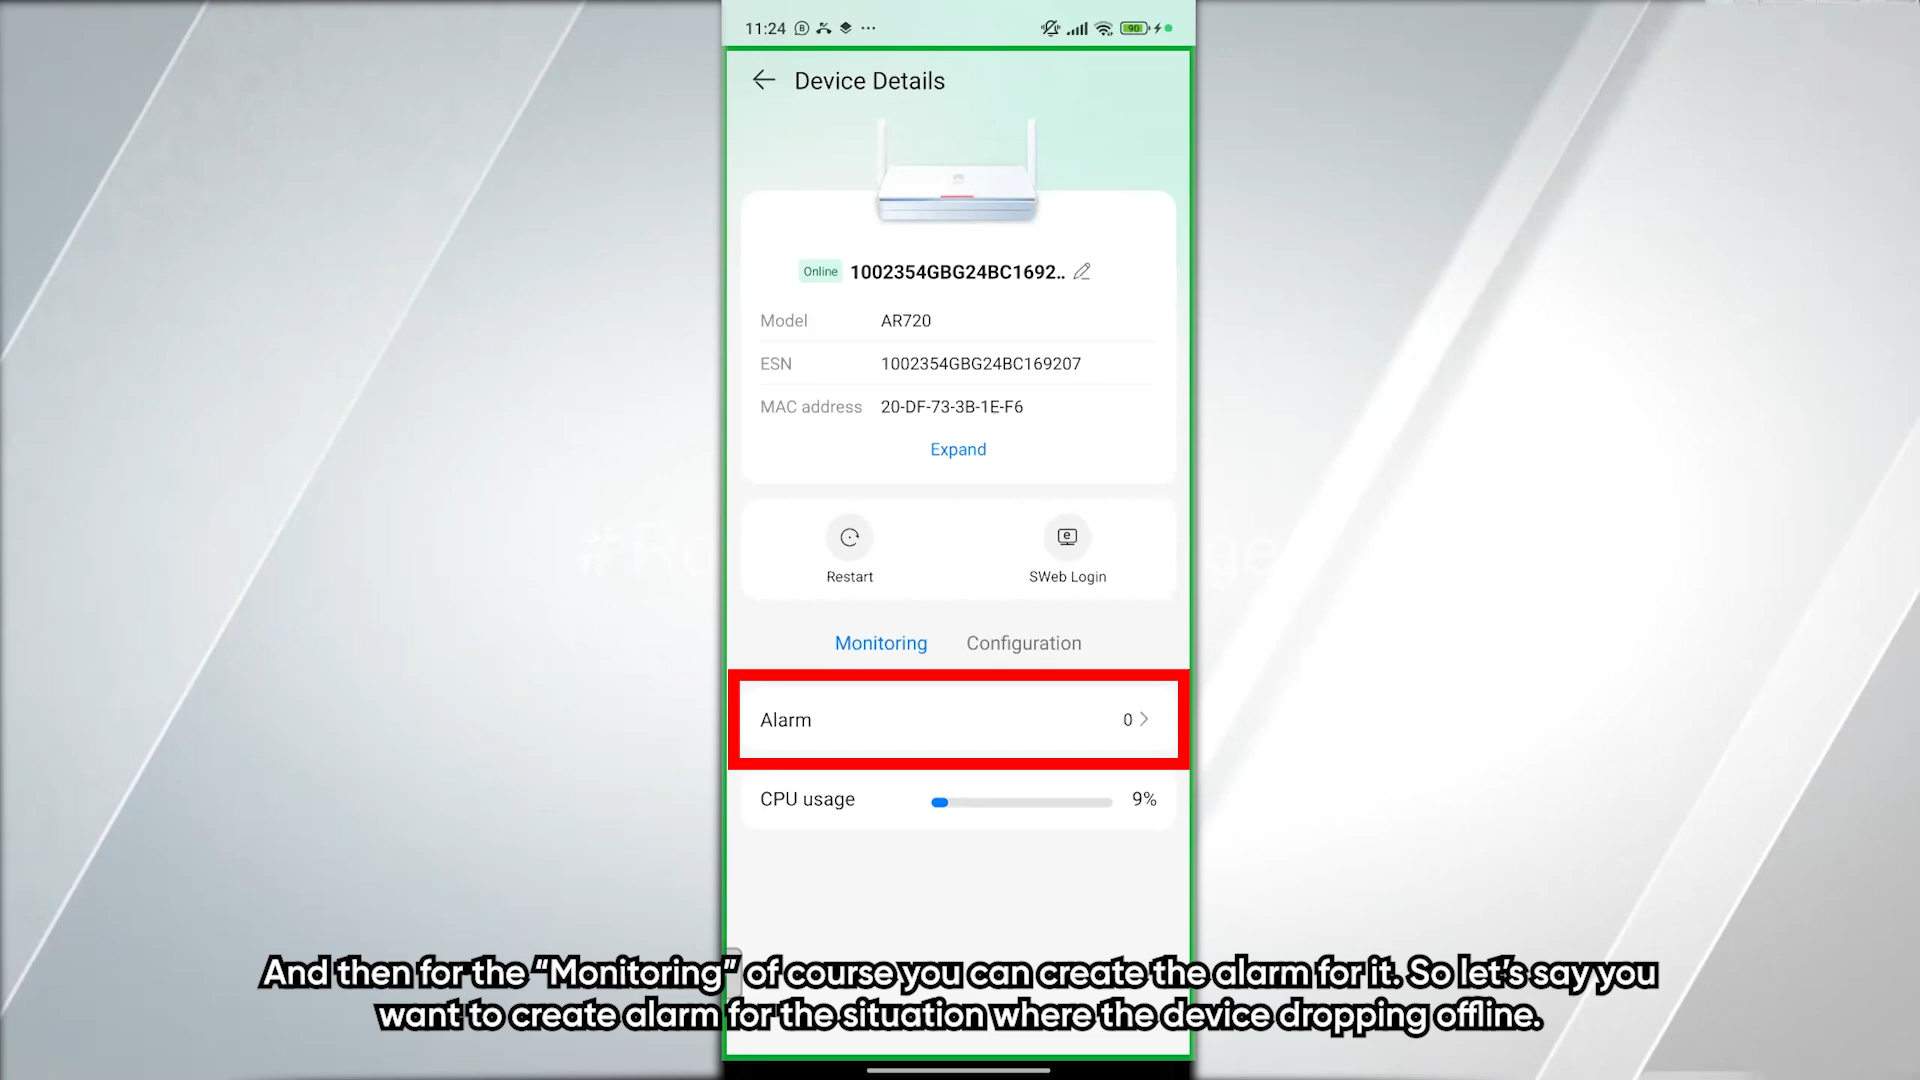 11:24
90
Device Details
Online 1002354GBG24BC1692..
Model AR720
ESN 1002354GBG24BC169207
MAC address 20-DF-73-3B-1E-F6
Expand
Restart SWeb Login
Monitoring Configuration
Alarm 0
CPU usage 9%
And then for the “Monitoring” of course you can create the alarm for it. So let’s say you
want to create alarm for the situation where the device dropping offline.